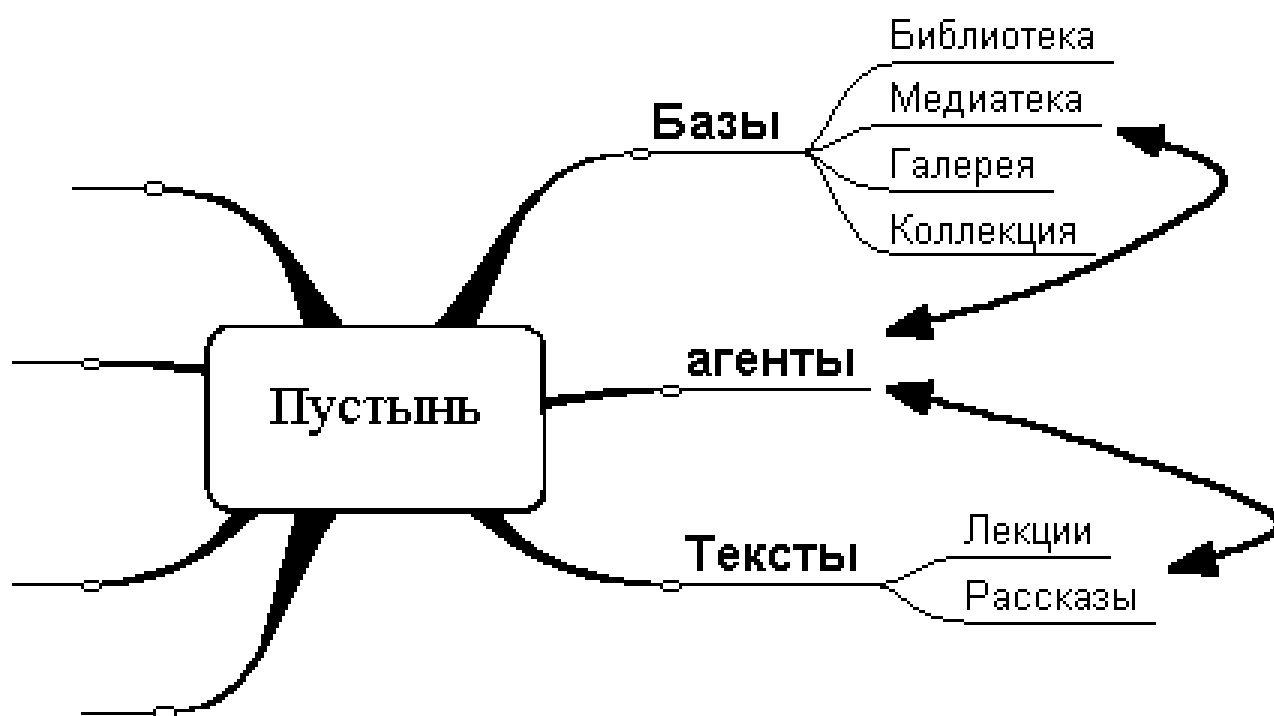 Библиотека
Медиатека
Базы
Галерея
Коллекция
агенты
Пустынь
Лекции
Тексты
Рассказы